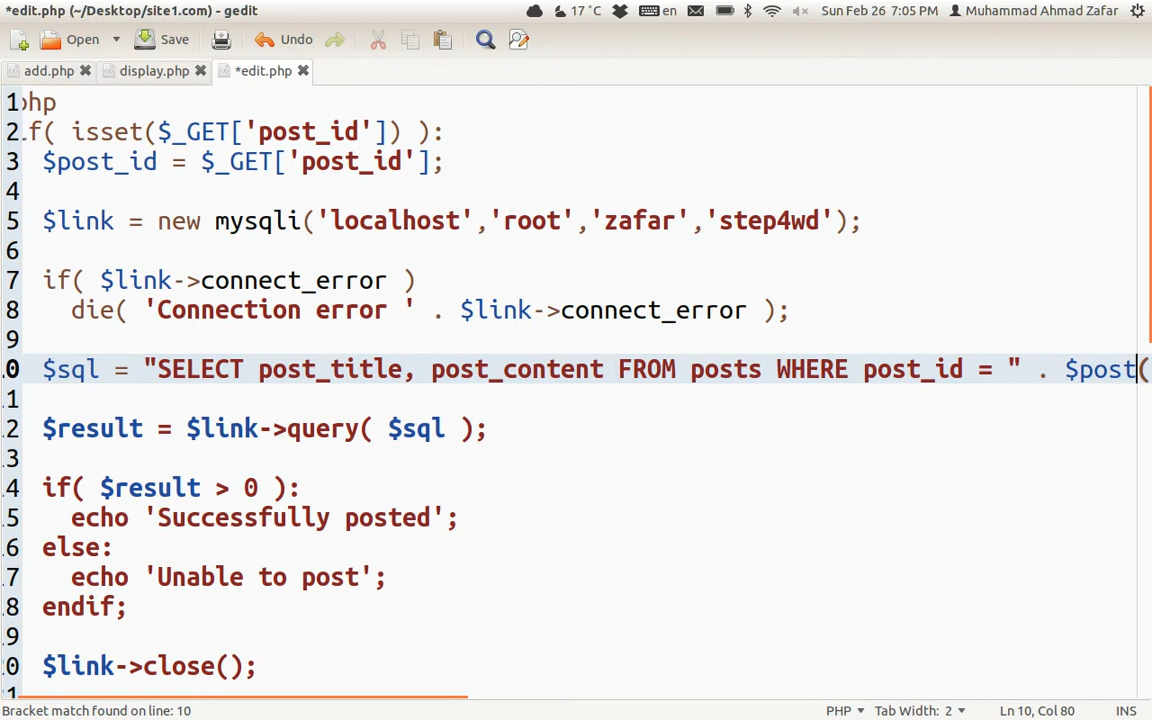 *edit.php (~/Desktop/site1.com) - gedit
17 °C en Sun Feb 26 7:05 PM Muhammad Ahmad Zafar
Open Save Undo
add.php display.php *edit.php
1 php
2 if( isset($_GET['post_id']) ):
3 $post_id = $_GET['post_id'];
4
5 $link = new mysqli('localhost','root','zafar','step4wd');
6
7 if( $link->connect_error )
8 die( 'Connection error ' . $link->connect_error );
9
0 $sql = "SELECT post_title, post_content FROM posts WHERE post_id = " . $post(
1
2 $result = $link->query( $sql );
3
4 if( $result > 0 ):
5 echo 'Successfully posted';
6 else:
7 echo 'Unable to post';
8 endif;
9
0 $link->close();
Bracket match found on line: 10 PHP Tab Width: 2 Ln 10, Col 80 INS